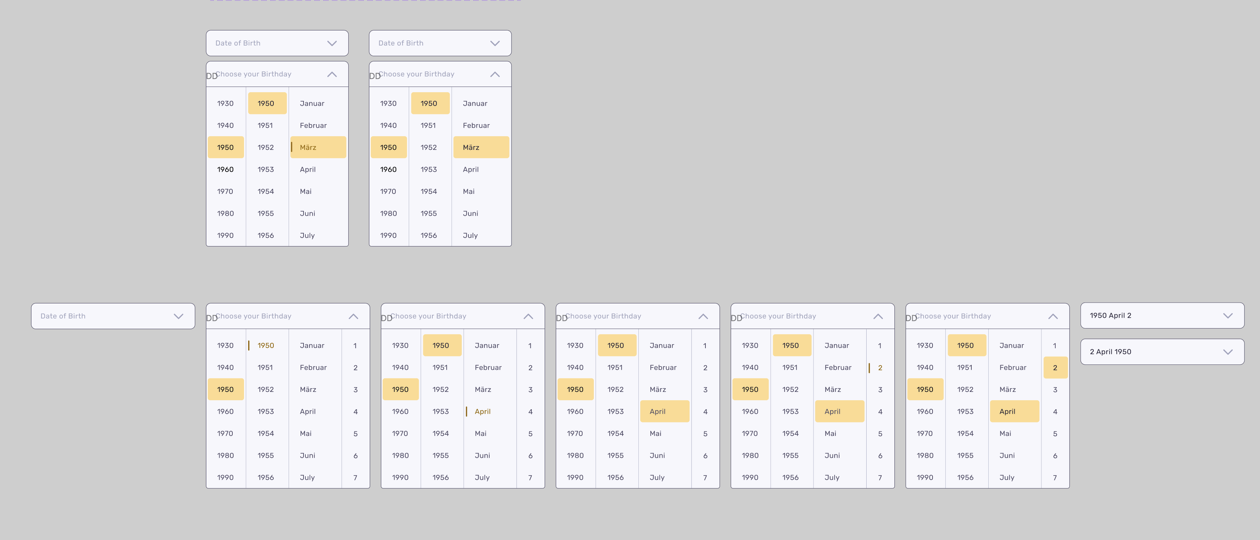 Date of Birth Date of Birth
DD Choose your Birthday DD Choose your Birthday
1930 1950 Januar 1930 1950 Januar
1940 1951 Februar 1940 1951 Februar
1950 1952 März 1950 1952 März
1960 1953 April 1960 1953 April
1970 1954 Mai 1970 1954 Mai
1980 1955 Juni 1980 1955 Juni
1990 1956 July 1990 1956 July
Date of Birth DD Choose your Birthday DD Choose your Birthday DD Choose your Birthday DD Choose your Birthday DD Choose your Birthday 1950 April 2
1930 1950 Januar 1 1930 1950 Januar 1 1930 1950 Januar 1 1930 1950 Januar 1 1930 1950 Januar 1 2 April 1950
1940 1951 Februar 2 1940 1951 Februar 2 1940 1951 Februar 2 1940 1951 Februar 2 1940 1951 Februar 2
1950 1952 März 3 1950 1952 März 3 1950 1952 März 3 1950 1952 März 3 1950 1952 März 3
1960 1953 April 4 1960 1953 April 4 1960 1953 April 4 1960 1953 April 4 1960 1953 April 4
1970 1954 Mai 5 1970 1954 Mai 5 1970 1954 Mai 5 1970 1954 Mai 5 1970 1954 Mai 5
1980 1955 Juni 6 1980 1955 Juni 6 1980 1955 Juni 6 1980 1955 Juni 6 1980 1955 Juni 6
1990 1956 July 7 1990 1956 July 7 1990 1956 July 7 1990 1956 July 7 1990 1956 July 7